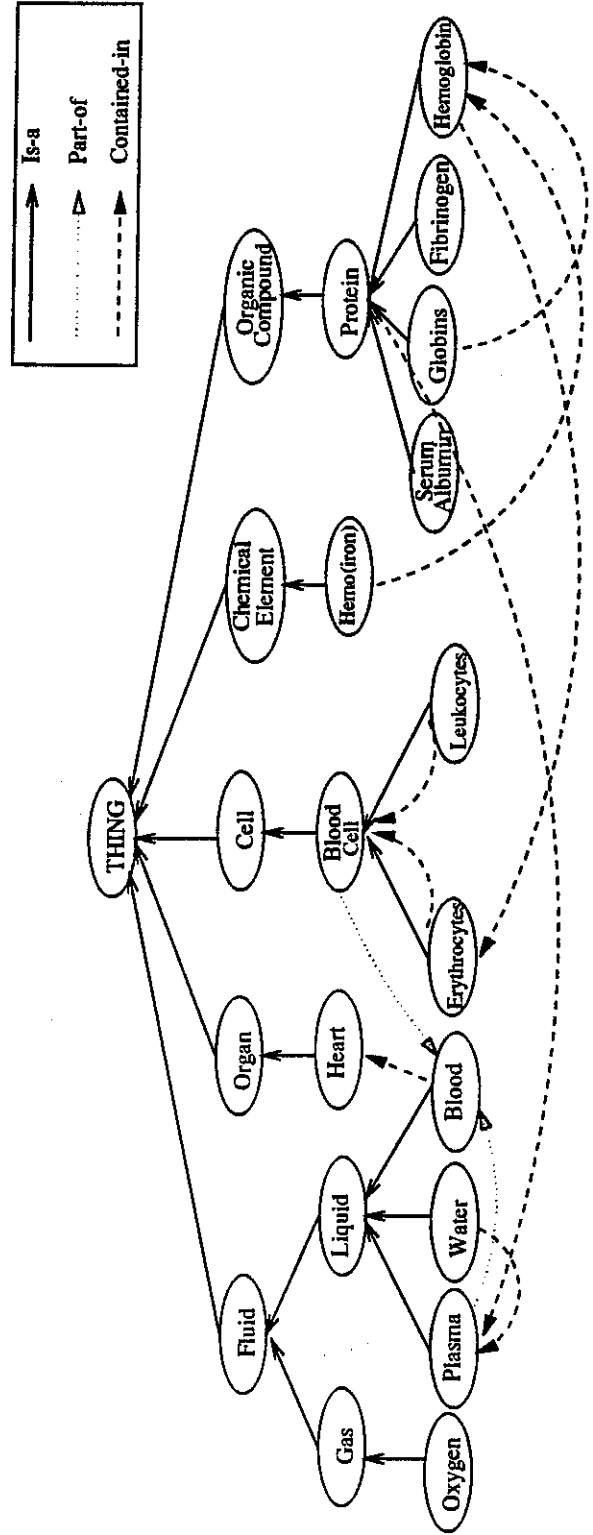 Is-a
Part-of
Contained-in
THING
Fluid
Organ
Cell
Chemical
Element
Organic
Compound
Gas
Liquid
Heart
Blood
Cell
Hemo(iron)
Protein
Oxygen
Plasma
Water
Blood
Erythrocytes
Leukocytes
Serum
Albumin
Globins
Fibrinogen
Hemoglobin